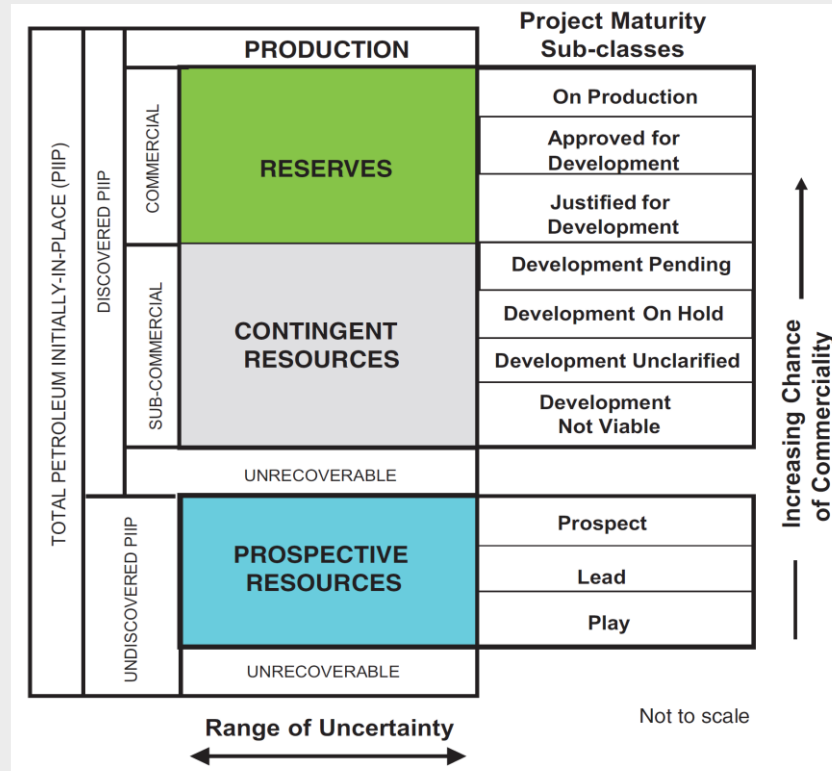 Project Maturity
Sub-classes
PRODUCTION
TOTAL PETROLEUM INITIALLY-IN-PLACE (PIIP)
DISCOVERED PIIP
COMMERCIAL
RESERVES
On Production
Approved for
Development
Justified for
Development
SUB-COMMERCIAL
CONTINGENT
RESOURCES
Development Pending
Development On Hold
Development Unclarified
Development
Not Viable
UNRECOVERABLE
UNDISCOVERED PIIP
PROSPECTIVE
RESOURCES
Prospect
Lead
Play
UNRECOVERABLE
Increasing Chance
of Commerciality
Range of Uncertainty
Not to scale